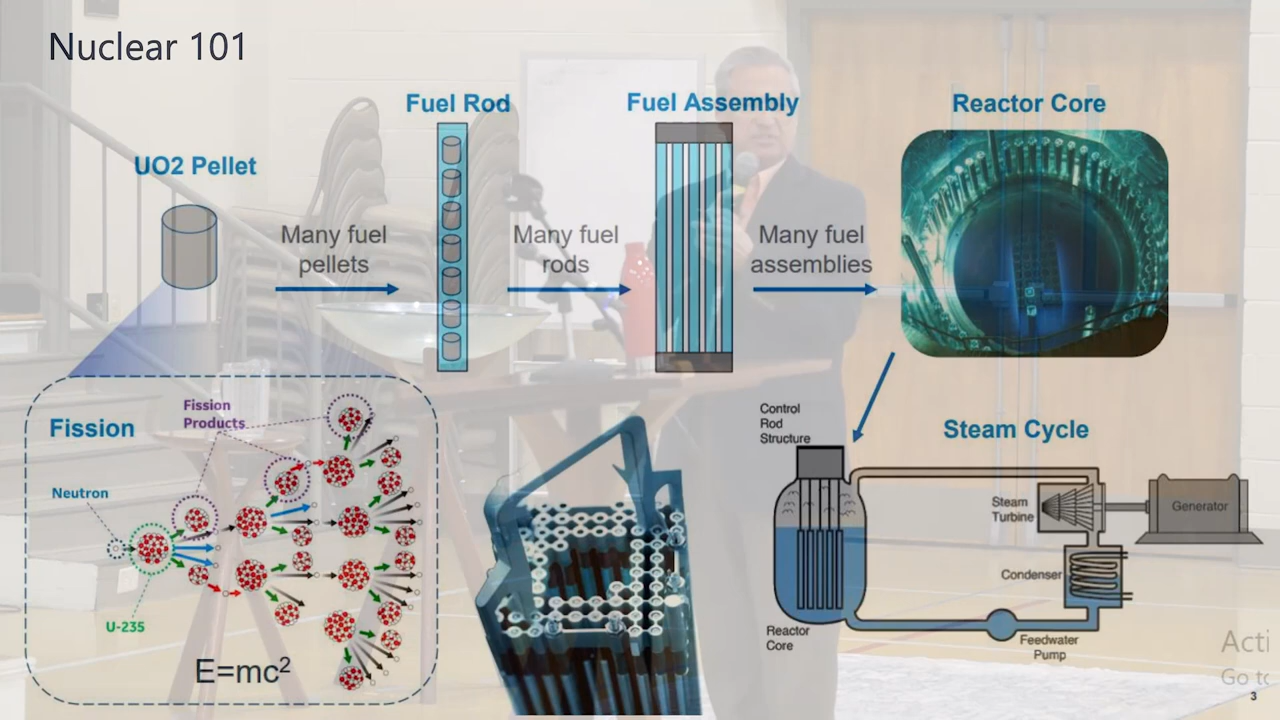 Nuclear 101
UO2 Pellet
Many fuel
pellets
Fuel Rod
Many fuel
rods
Fuel Assembly
Many fuel
assemblies
Reactor Core
Fission
Fission
Products
Neutron
U-235
E=mc²
Steam Cycle
Control
Rod
Structure
Steam
Turbine
Generator
Condenser
Reactor
Core
Feedwater
Pump
Acti
Go to
3